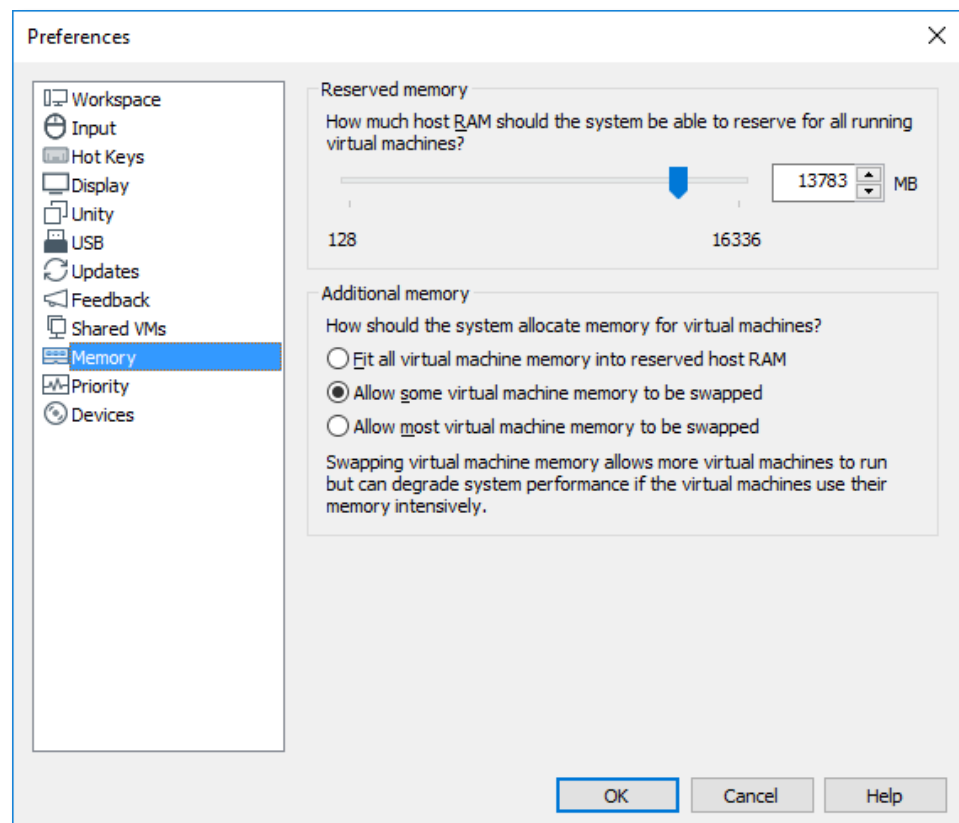 Preferences
Workspace
Input
Hot Keys
Display
Unity
USB
Updates
Feedback
Shared VMs
Memory
Priority
Devices
Reserved memory
How much host RAM should the system be able to reserve for all running
virtual machines?
13783 MB
128 16336
Additional memory
How should the system allocate memory for virtual machines?
Fit all virtual machine memory into reserved host RAM
Allow some virtual machine memory to be swapped
Allow most virtual machine memory to be swapped
Swapping virtual machine memory allows more virtual machines to run
but can degrade system performance if the virtual machines use their
memory intensively.
OK Cancel Help